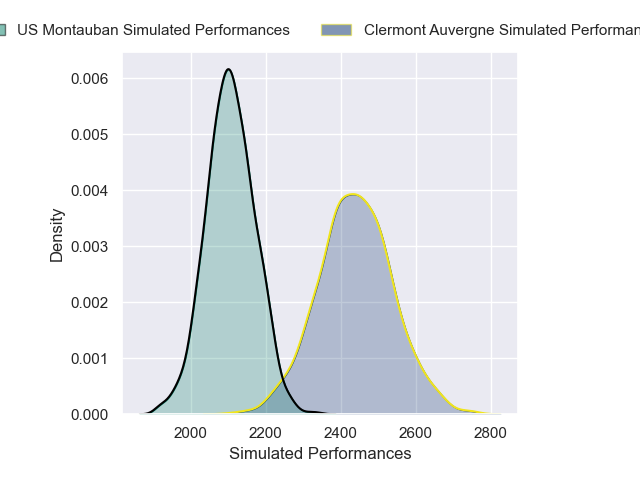 US Montauban Simulated Performances
Clermont Auvergne Simulated
0.006
0.005
0.004
0.003
0.002
0.001
0.000
Density
2000 2200 2400 2600 2800
Simulated Performances